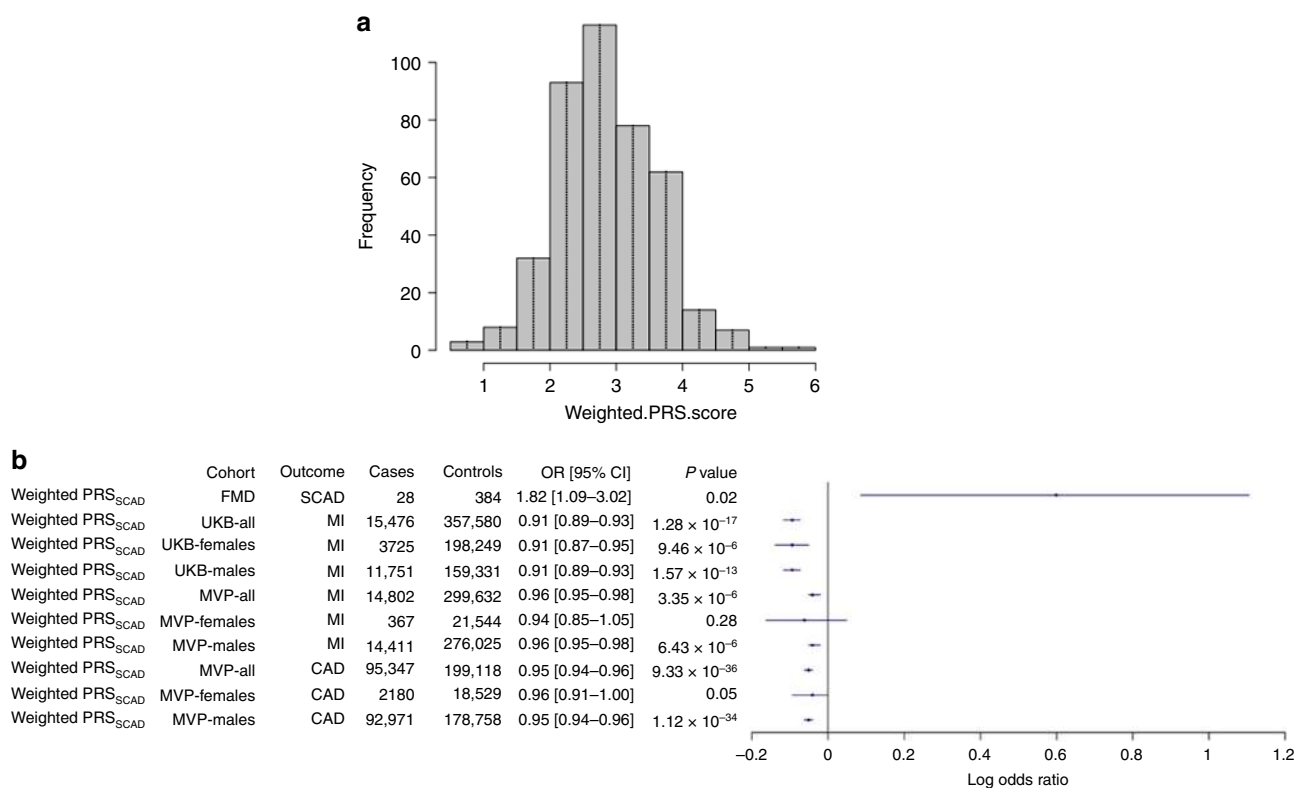 a
100
80
60
40
20
0
Frequency
1 2 3 4 5 6
Weighted.PRS.score
b
Cohort Outcome Cases Controls OR [95% CI] P value
Weighted PRSSCAD FMD SCAD 28 384 1.82 [1.09–3.02] 0.02
Weighted PRSSCAD UKB-all MI 15,476 357,580 0.91 [0.89–0.93] 1.28 × 10–17
Weighted PRSSCAD UKB-females MI 3725 198,249 0.91 [0.87–0.95] 9.46 × 10–6
Weighted PRSSCAD UKB-males MI 11,751 159,331 0.91 [0.89–0.93] 1.57 × 10–13
Weighted PRSSCAD MVP-all MI 14,802 299,632 0.96 [0.95–0.98] 3.35 × 10–6
Weighted PRSSCAD MVP-females MI 367 21,544 0.94 [0.85–1.05] 0.28
Weighted PRSSCAD MVP-males MI 14,411 276,025 0.96 [0.95–0.98] 6.43 × 10–6
Weighted PRSSCAD MVP-all CAD 95,347 199,118 0.95 [0.94–0.96] 9.33 × 10–36
Weighted PRSSCAD MVP-females CAD 2180 18,529 0.96 [0.91–1.00] 0.05
Weighted PRSSCAD MVP-males CAD 92,971 178,758 0.95 [0.94–0.96] 1.12 × 10–34
–0.2 0 0.2 0.4 0.6 0.8 1 1.2
Log odds ratio